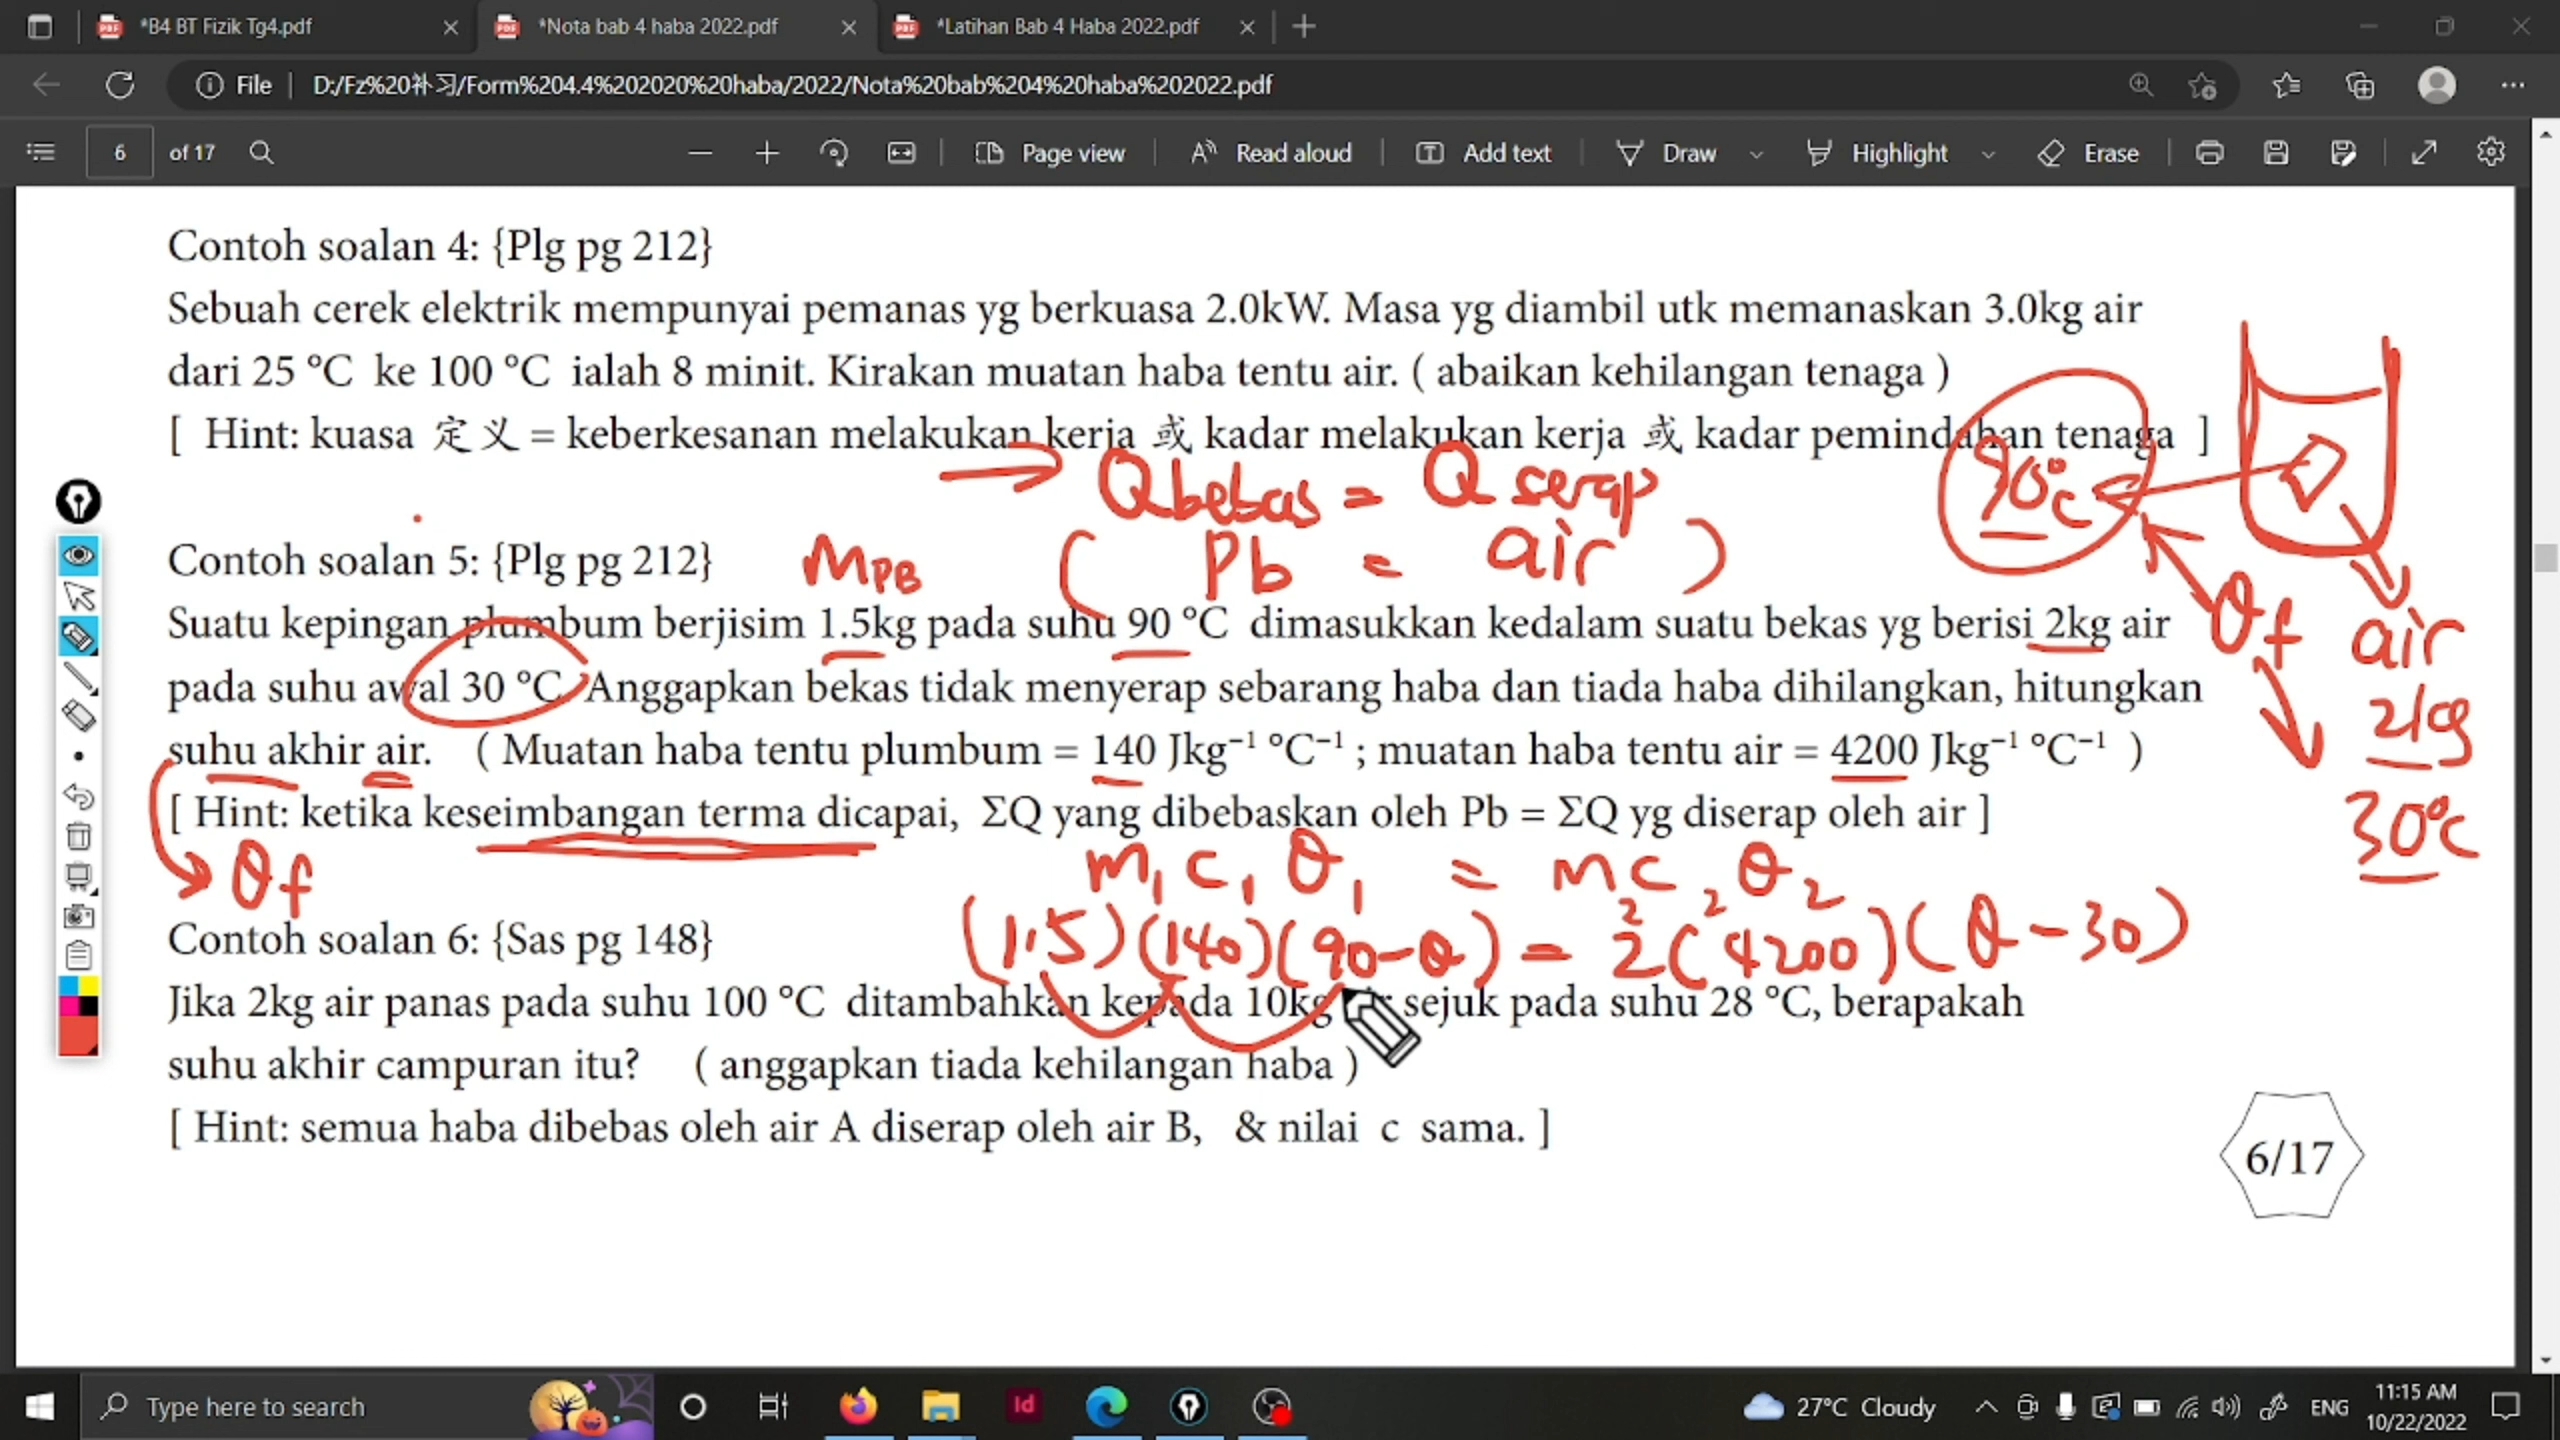 *B4 BT Fizik Tg4.pdf
*Nota bab 4 haba 2022.pdf
*Latihan Bab 4 Haba 2022.pdf
File | D:/Fz%20补习/Form%204.4%202020%20haba/2022/Nota%20bab%204%20haba%202022.pdf
6 of 17
Page view
Read aloud
Add text
Draw
Highlight
Erase
Contoh soalan 4: {Plg pg 212}
Sebuah cerek elektrik mempunyai pemanas yg berkuasa 2.0kW. Masa yg diambil utk memanaskan 3.0kg air
dari 25 °C ke 100 °C ialah 8 minit. Kirakan muatan haba tentu air. ( abaikan kehilangan tenaga )
[ Hint: kuasa 定义 = keberkesanan melakukan kerja 或 kadar melakukan kerja 或 kadar pemindahan tenaga ]
90°C
→ Qbebas = Qserap
( Pb = air )
Contoh soalan 5: {Plg pg 212} MPB
Suatu kepingan plumbum berjisim 1.5kg pada suhu 90 °C dimasukkan kedalam suatu bekas yg berisi 2kg air
θf
air
2kg
30°C
pada suhu awal 30 °C Anggapkan bekas tidak menyerap sebarang haba dan tiada haba dihilangkan, hitungkan
suhu akhir air. ( Muatan haba tentu plumbum = 140 Jkg⁻¹ °C⁻¹ ; muatan haba tentu air = 4200 Jkg⁻¹ °C⁻¹ )
[ Hint: ketika keseimbangan terma dicapai, ΣQ yang dibebaskan oleh Pb = ΣQ yg diserap oleh air ]
θf
m₁c₁θ₁ = m₂c₂θ₂
(1.5)(140)(90-θ) = 2(4200)(θ-30)
Contoh soalan 6: {Sas pg 148}
Jika 2kg air panas pada suhu 100 °C ditambahkan kepada 10kg air sejuk pada suhu 28 °C, berapakah
suhu akhir campuran itu? ( anggapkan tiada kehilangan haba )
[ Hint: semua haba dibebas oleh air A diserap oleh air B, & nilai c sama. ]
6/17
Type here to search
Id
27°C Cloudy
ENG
11:15 AM
10/22/2022